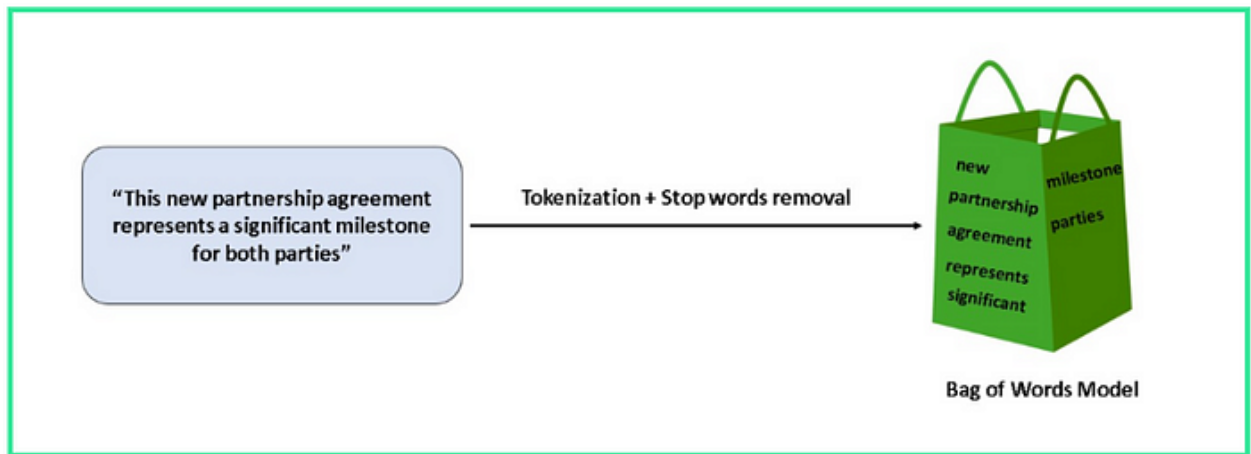 “This new partnership agreement
represents a significant milestone
for both parties”
Tokenization + Stop words removal
new
partnership
agreement
represents
significant
milestone
parties
Bag of Words Model